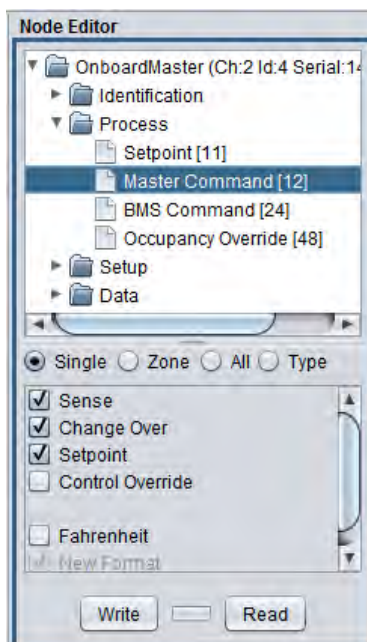 Node Editor
OnboardMaster (Ch:2 Id:4 Serial:14
Identification
Process
Setpoint [11]
Master Command [12]
BMS Command [24]
Occupancy Override [48]
Setup
Data
Single Zone All Type
Sense
Change Over
Setpoint
Control Override
Fahrenheit
New Format
Write Read